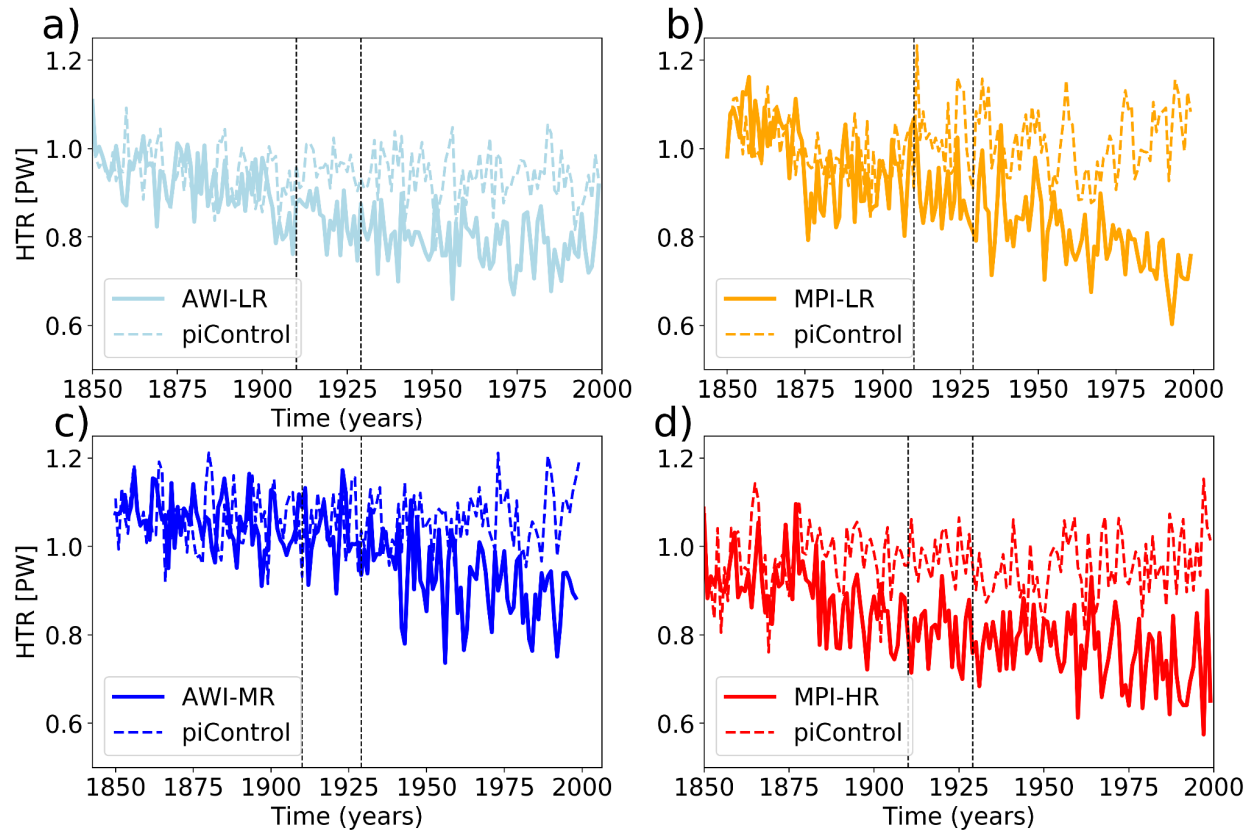 a)
HTR [PW]
1.2
1.0
0.8
0.6
AWI-LR
piControl
1850 1875 1900 1925 1950 1975 2000
Time (years)
b)
1.2
1.0
0.8
0.6
MPI-LR
piControl
1850 1875 1900 1925 1950 1975 2000
c)
HTR [PW]
1.2
1.0
0.8
0.6
AWI-MR
piControl
1850 1875 1900 1925 1950 1975 2000
Time (years)
d)
1.2
1.0
0.8
0.6
MPI-HR
piControl
1850 1875 1900 1925 1950 1975 2000
Time (years)